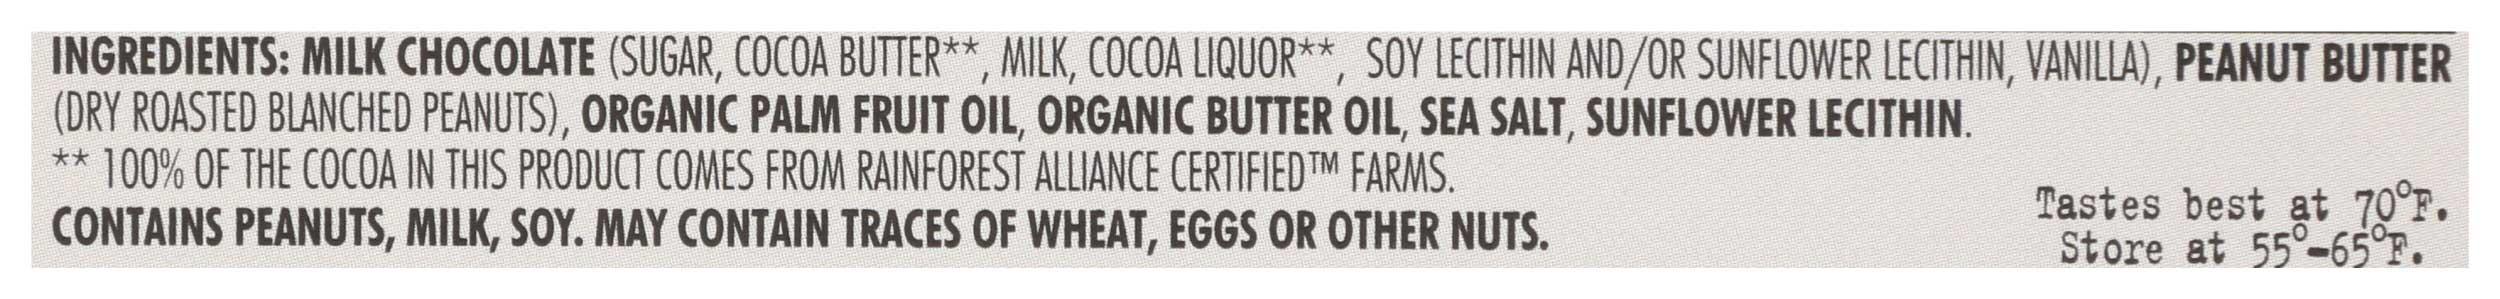 INGREDIENTS: MILK CHOCOLATE (SUGAR, COCOA BUTTER**, MILK, COCOA LIQUOR**, SOY LECITHIN AND/OR SUNFLOWER LECITHIN, VANILLA), PEANUT BUTTER
(DRY ROASTED BLANCHED PEANUTS), ORGANIC PALM FRUIT OIL, ORGANIC BUTTER OIL, SEA SALT, SUNFLOWER LECITHIN.
** 100% OF THE COCOA IN THIS PRODUCT COMES FROM RAINFOREST ALLIANCE CERTIFIED™ FARMS.
CONTAINS PEANUTS, MILK, SOY. MAY CONTAIN TRACES OF WHEAT, EGGS OR OTHER NUTS.
Tastes best at 70°F.
Store at 55°–65°F.